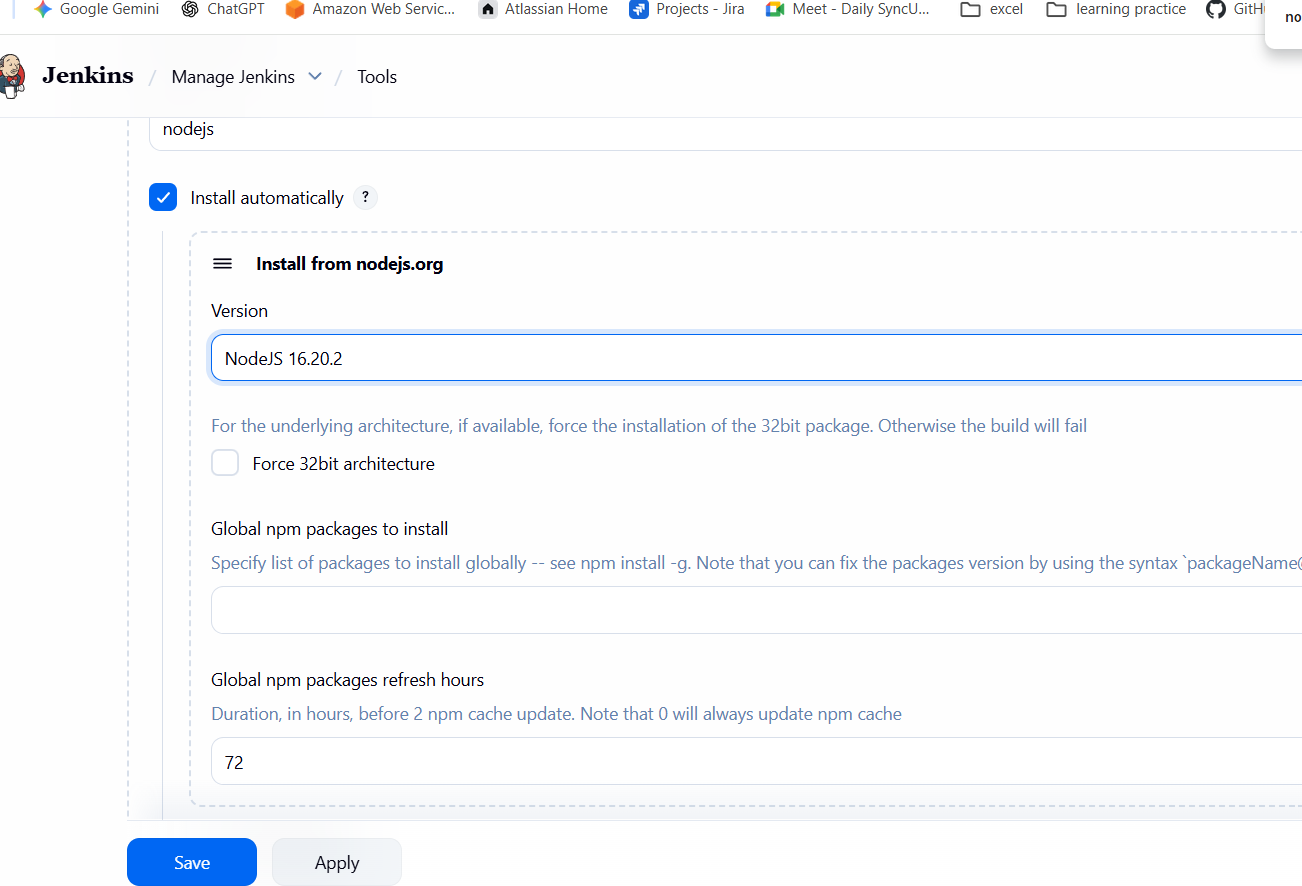 Google Gemini ChatGPT Amazon Web Servic... Atlassian Home Projects - Jira Meet - Daily SyncU... excel learning practice GitH no
Jenkins / Manage Jenkins / Tools
nodejs
Install automatically ?
Install from nodejs.org
Version
NodeJS 16.20.2
For the underlying architecture, if available, force the installation of the 32bit package. Otherwise the build will fail
Force 32bit architecture
Global npm packages to install
Specify list of packages to install globally -- see npm install -g. Note that you can fix the packages version by using the syntax `packageName@
Global npm packages refresh hours
Duration, in hours, before 2 npm cache update. Note that 0 will always update npm cache
72
Save Apply